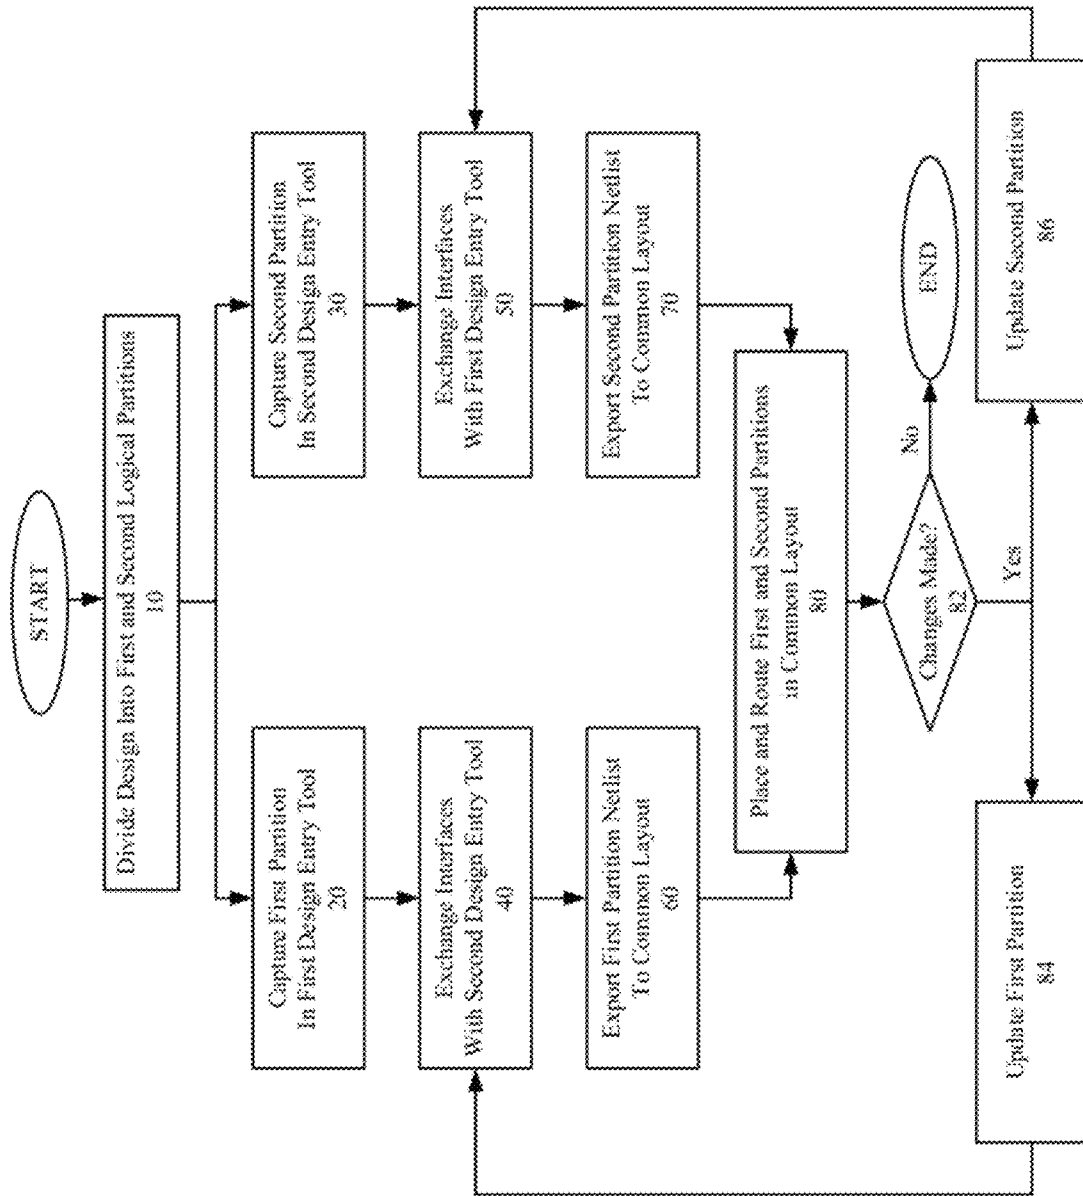 START
Divide Design Into First and Second Logical Partitions
10
Capture First Partition
In First Design Entry Tool
20
Capture Second Partition
In Second Design Entry Tool
30
Exchange Interfaces
With Second Design Entry Tool
40
Exchange Interfaces
With First Design Entry Tool
50
Export First Partition Netlist
To Common Layout
60
Export Second Partition Netlist
To Common Layout
70
Place and Route First and Second Partitions
in Common Layout
80
Changes Made?
82
No
END
Yes
Update First Partition
84
Update Second Partition
86